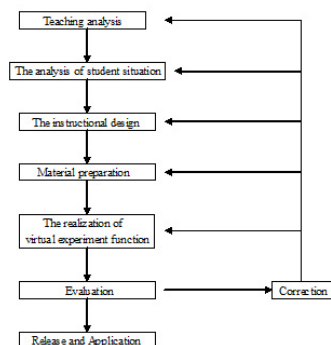 Teaching analysis
The analysis of student situation
The instructional design
Material preparation
The realization of
virtual experiment function
Evaluation
Correction
Release and Application